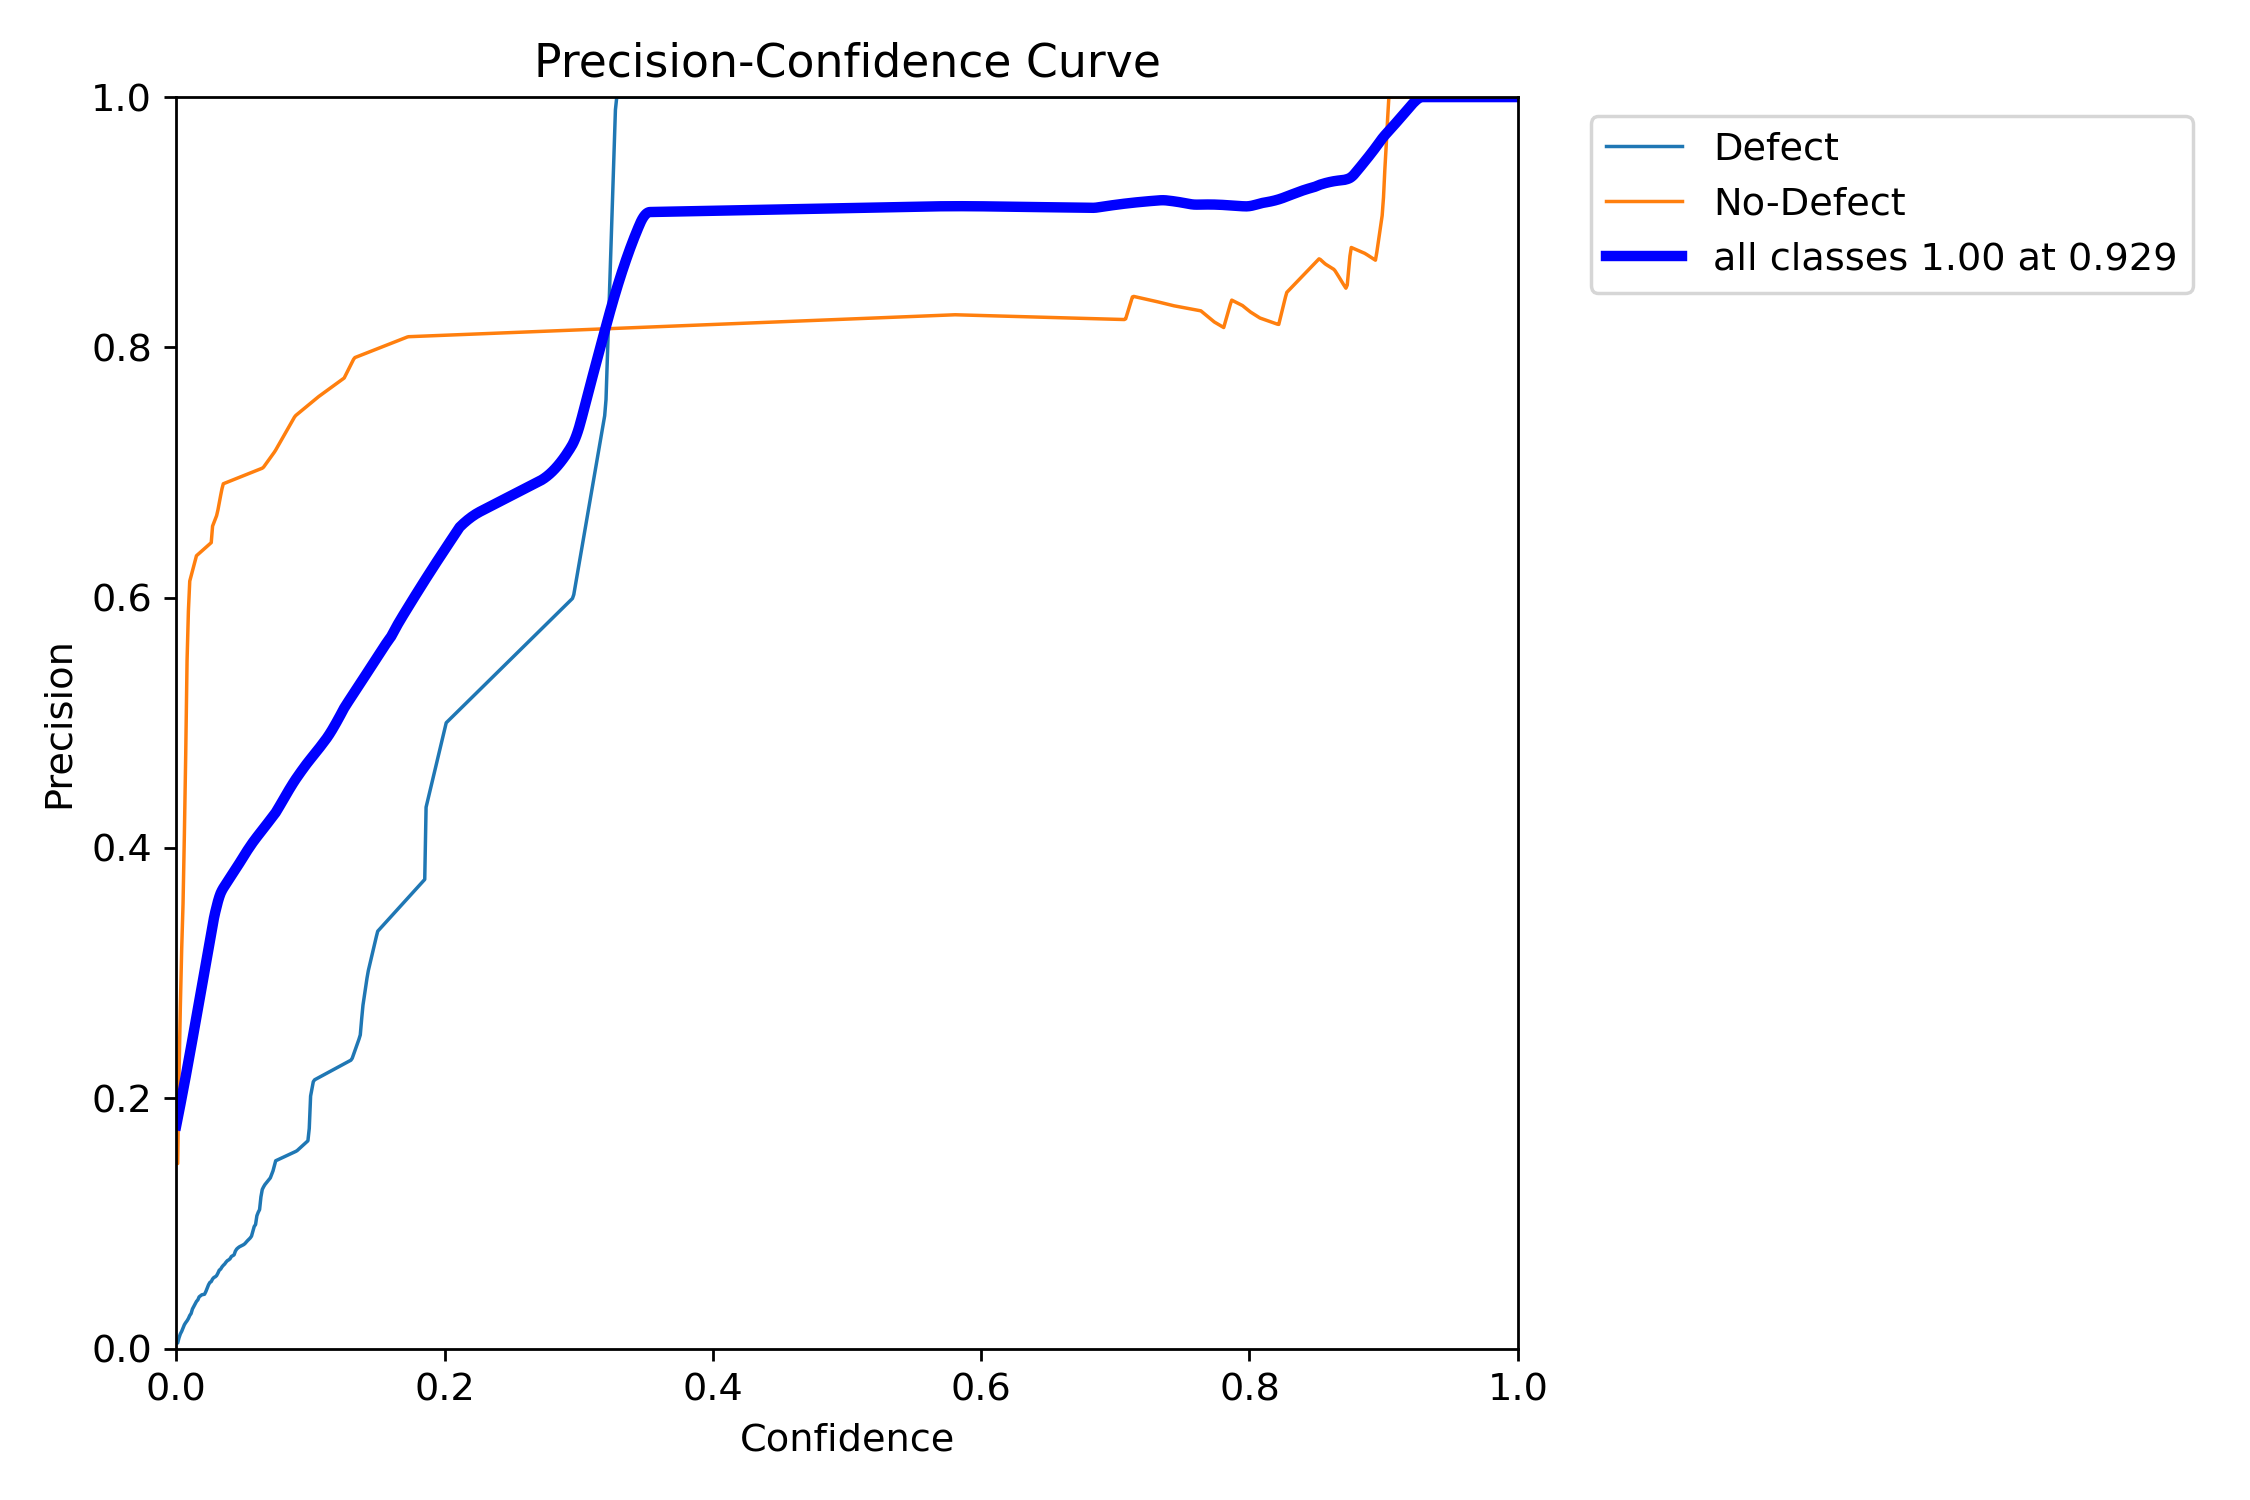 Precision-Confidence Curve
1.0
0.8
0.6
0.4
0.2
0.0
Precision
0.0 0.2 0.4 0.6 0.8 1.0
Confidence
Defect
No-Defect
all classes 1.00 at 0.929